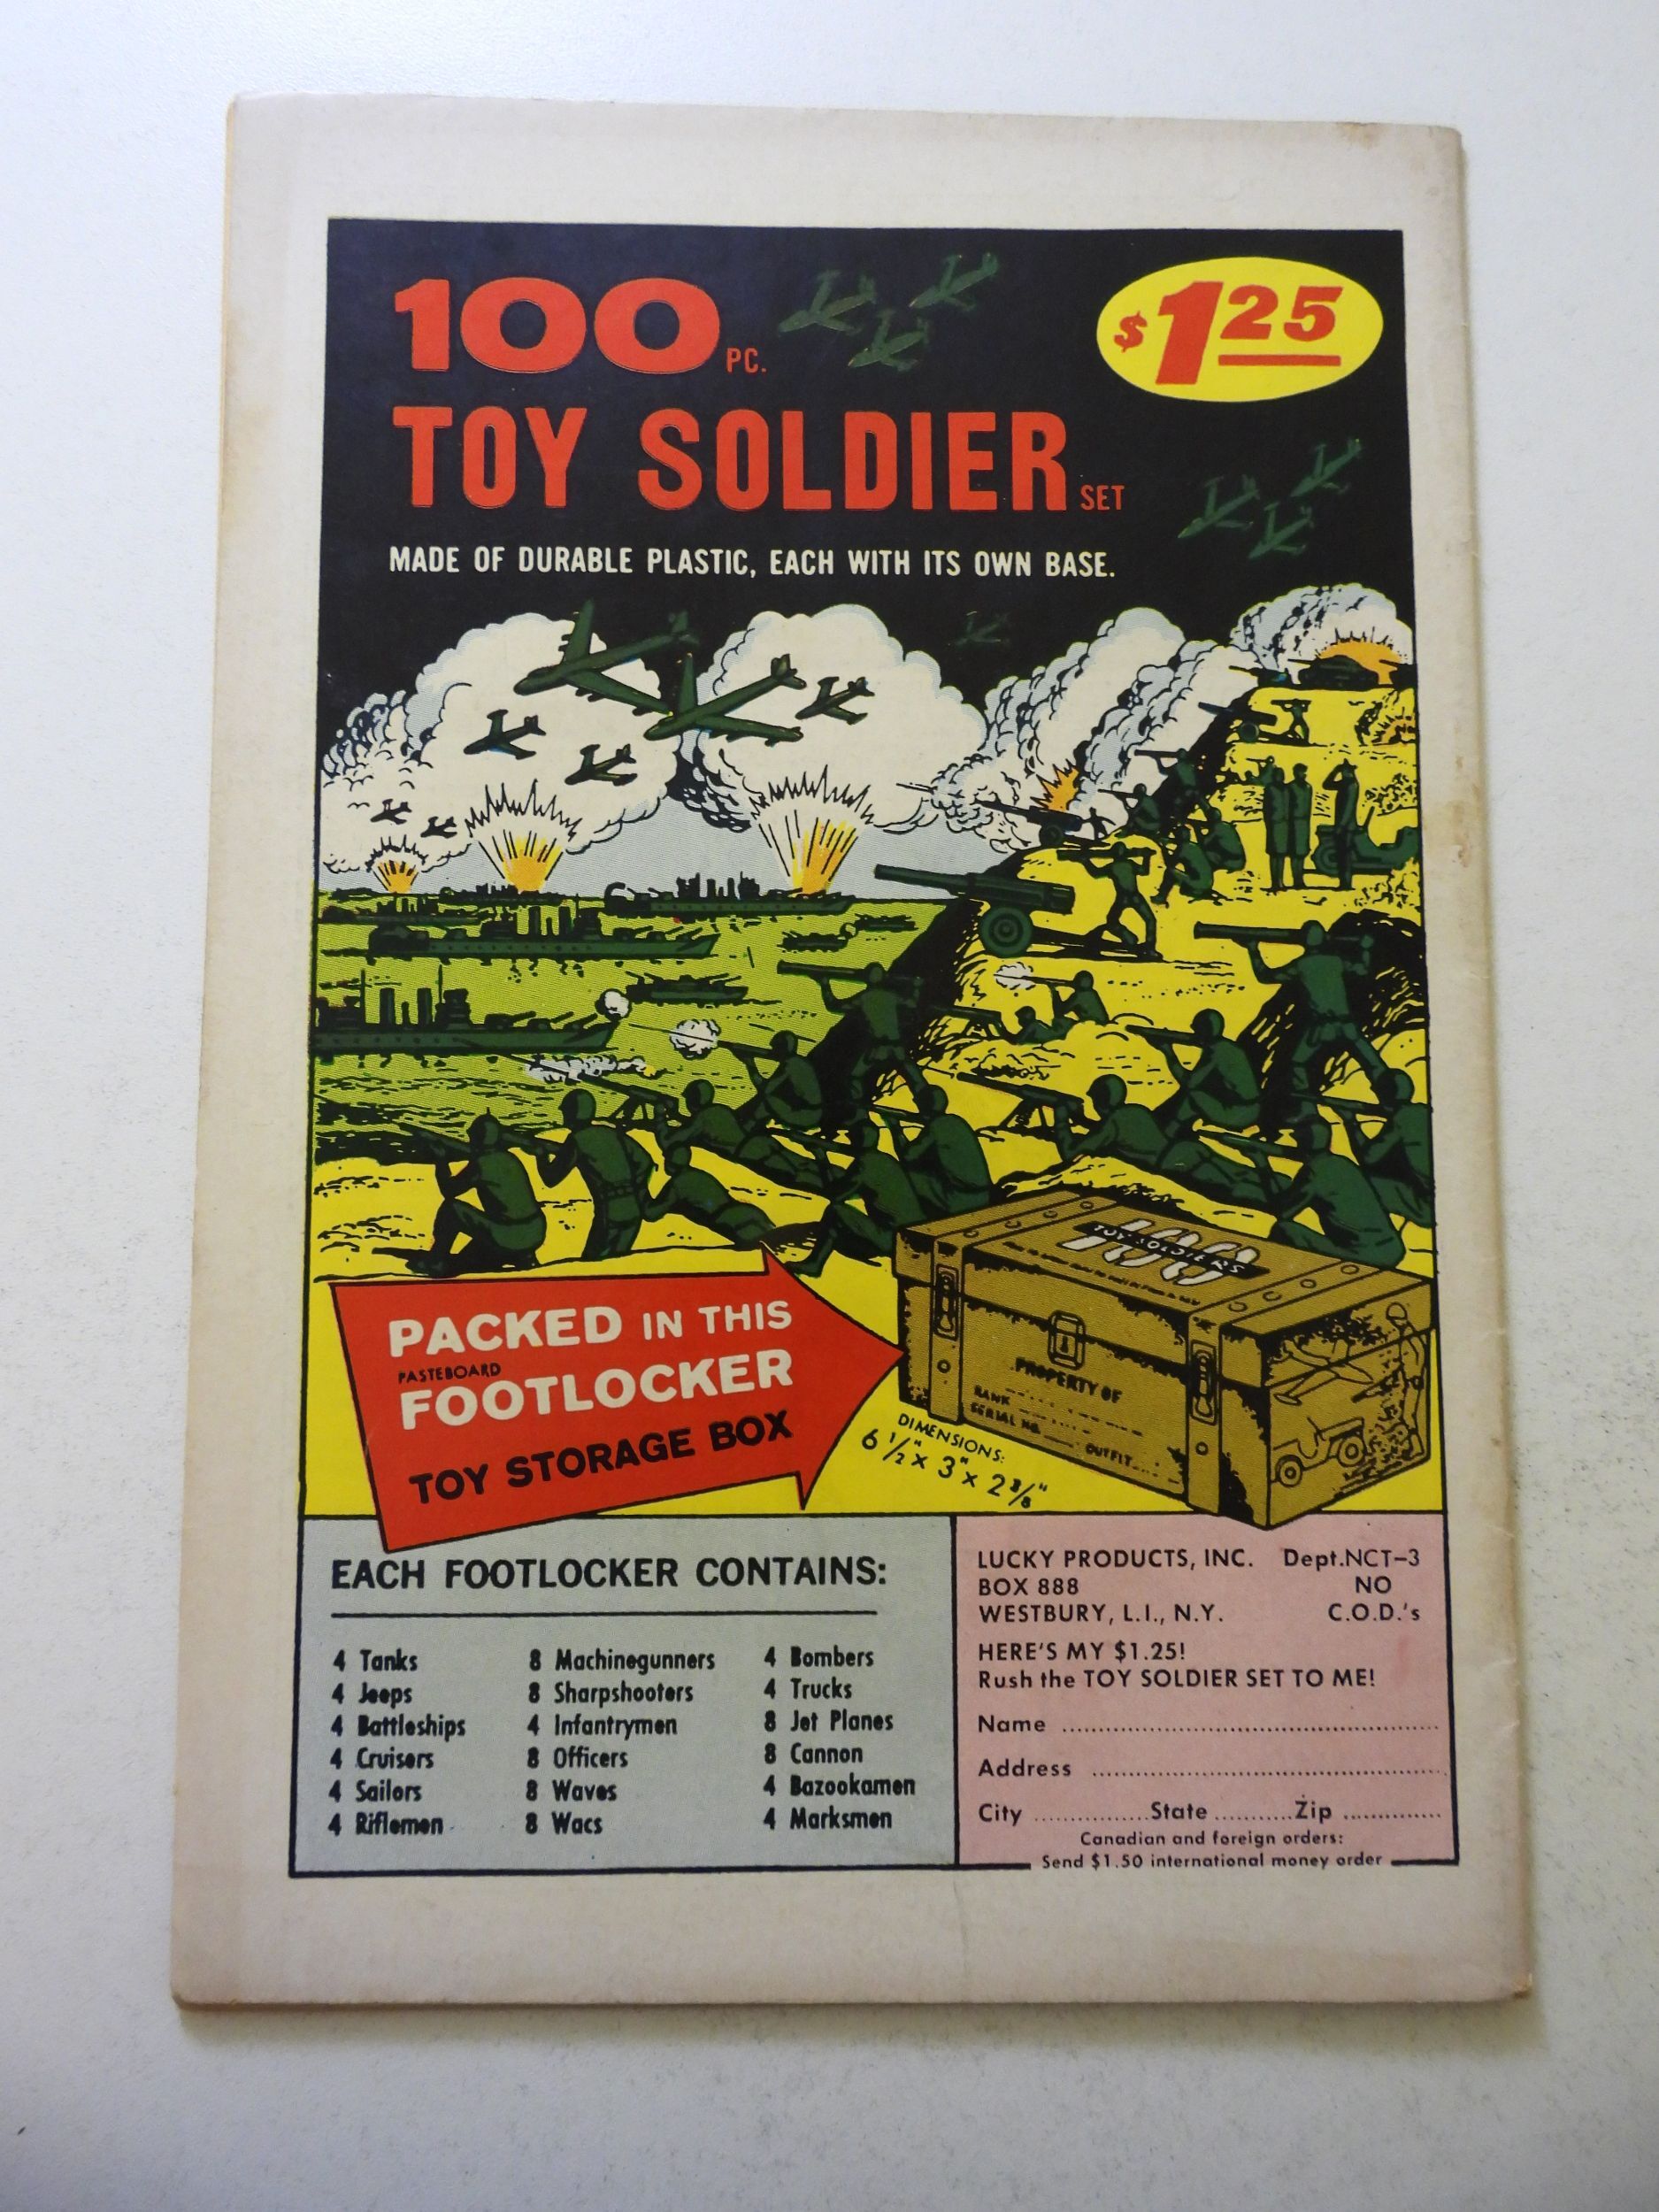 100 PC.
$1.25
TOY SOLDIER SET
MADE OF DURABLE PLASTIC, EACH WITH ITS OWN BASE.
100
TOY SOLDIERS
PACKED IN THIS
PASTEBOARD
FOOTLOCKER
TOY STORAGE BOX
PROPERTY OF
RANK
SERIAL NO.
OUTFIT
DIMENSIONS:
6 1/2" x 3" x 2 3/8"
EACH FOOTLOCKER CONTAINS:
4 Tanks
4 Jeeps
4 Battleships
4 Cruisers
4 Sailors
4 Riflemen
8 Machinegunners
8 Sharpshooters
4 Infantrymen
8 Officers
8 Waves
8 Wacs
4 Bombers
4 Trucks
8 Jet Planes
8 Cannon
4 Bazookamen
4 Marksmen
LUCKY PRODUCTS, INC. Dept.NCT-3
BOX 888 NO
WESTBURY, L.I., N.Y. C.O.D.'s
HERE'S MY $1.25!
Rush the TOY SOLDIER SET TO ME!
Name
Address
City State Zip
Canadian and foreign orders:
Send $1.50 international money order